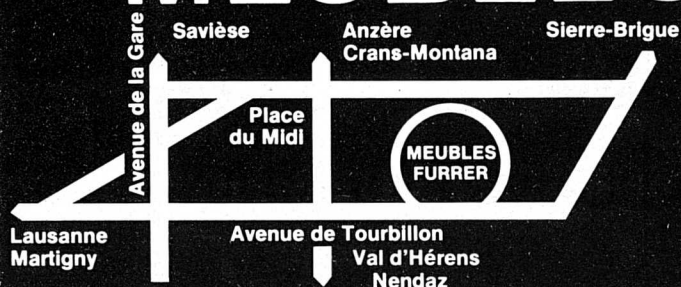 Avenue de la Gare
Savièse
Anzère
Crans-Montana
Sierre-Brigue
Place
du Midi
MEUBLES
FURRER
Lausanne
Martigny
Avenue de Tourbillon
Val d'Hérens
Nendaz